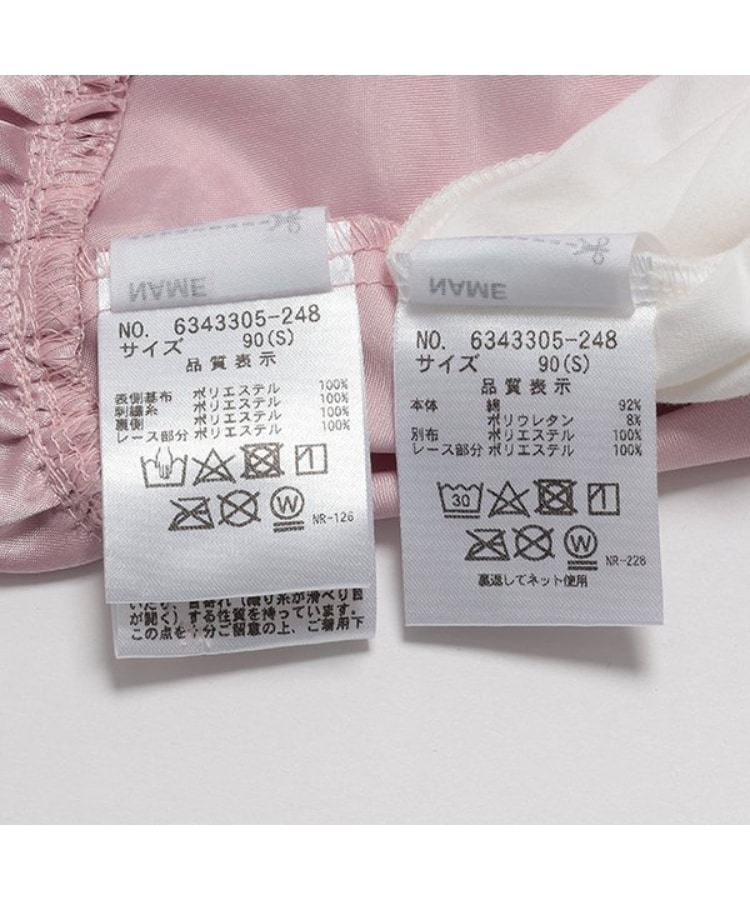 NAME
NO. 6343305-248
サイズ 90(S)
品質表示
表側基布 ポリエステル 100%
刺繍糸 ポリエステル 100%
裏側 ポリエステル 100%
レース部分 ポリエステル 100%
1
W
NR-126
が開く)する性質を持っています。
この点を十分ご留意の上、ご着用下
NAME
NO. 6343305-248
サイズ 90(S)
品質表示
本体 綿 92%
ポリウレタン 8%
別布 ポリエステル 100%
レース部分 ポリエステル 100%
30
1
W
NR-228
裏返してネット使用